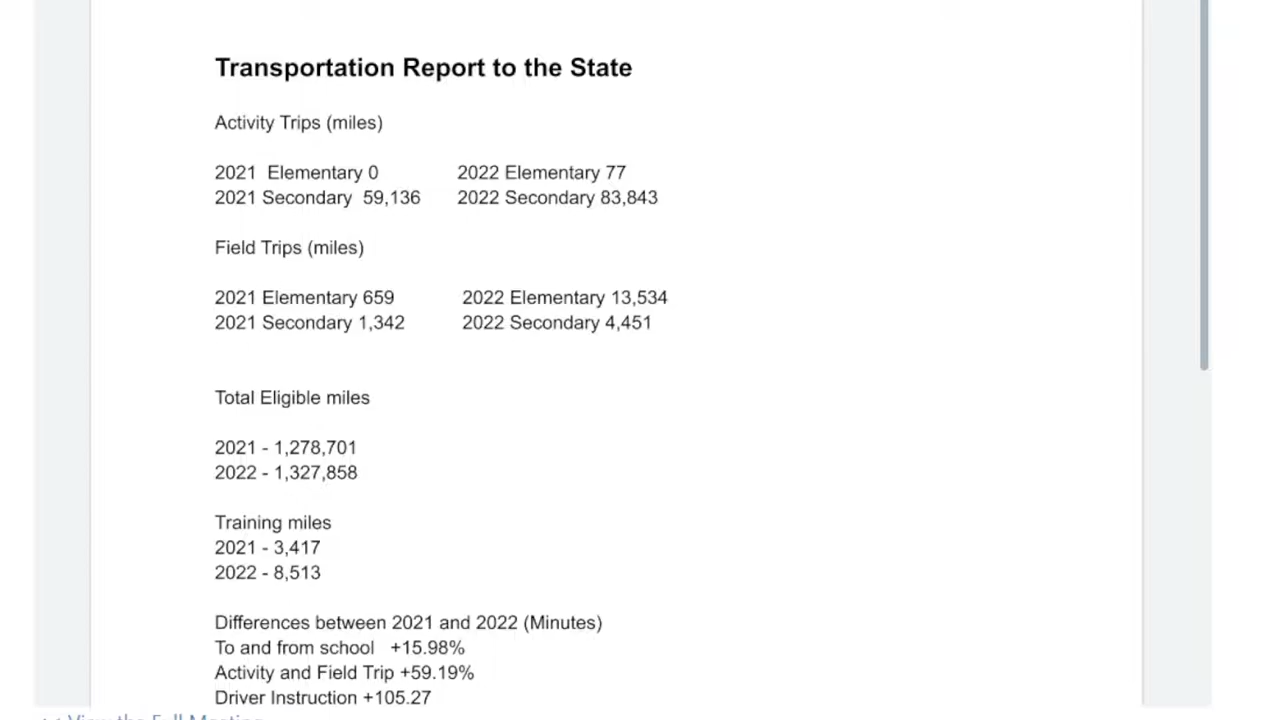 Transportation Report to the State
Activity Trips (miles)
2021 Elementary 0 2022 Elementary 77
2021 Secondary 59,136 2022 Secondary 83,843
Field Trips (miles)
2021 Elementary 659 2022 Elementary 13,534
2021 Secondary 1,342 2022 Secondary 4,451
Total Eligible miles
2021 - 1,278,701
2022 - 1,327,858
Training miles
2021 - 3,417
2022 - 8,513
Differences between 2021 and 2022 (Minutes)
To and from school +15.98%
Activity and Field Trip +59.19%
Driver Instruction +105.27
View the Full Meeting